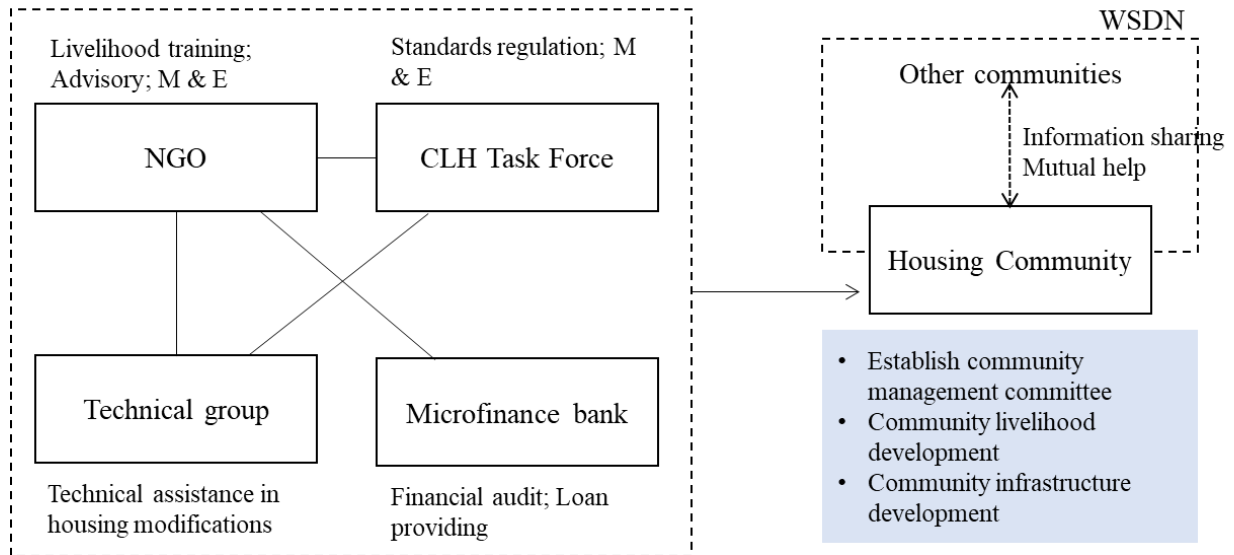 Livelihood training;
Advisory; M & E
Standards regulation; M
& E
NGO
CLH Task Force
Technical group
Microfinance bank
Technical assistance in
housing modifications
Financial audit; Loan
providing
WSDN
Other communities
Information sharing
Mutual help
Housing Community
• Establish community
management committee
• Community livelihood
development
• Community infrastructure
development